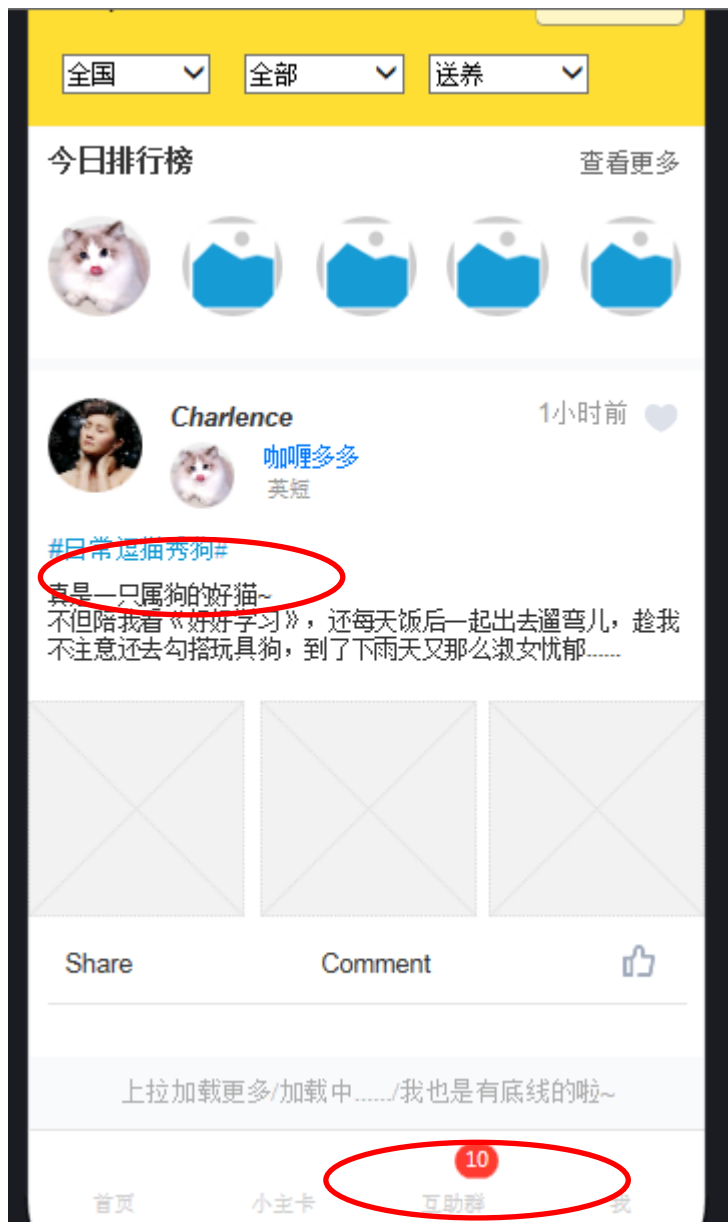 全国
全部
送养
今日排行榜
查看更多
Charlence
1小时前
咖喱多多
英短
#日常逗猫秀狗#
真是一只属狗的好猫~
不但陪我看《好好学习》，还每天饭后一起出去遛弯儿，趁我
不注意还去勾搭玩具狗，到了下雨天又那么淑女忧郁......
Share
Comment
上拉加载更多/加载中....../我也是有底线的啦~
10
首页
小主卡
互助群
我